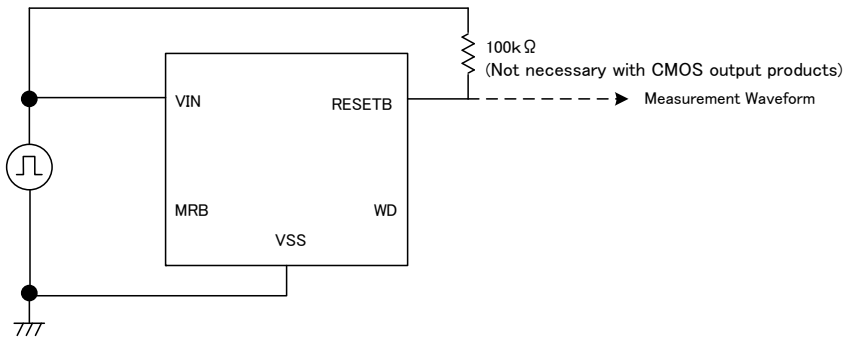 100kΩ
(Not necessary with CMOS output products)
VIN
RESETB
Measurement Waveform
MRB
WD
VSS